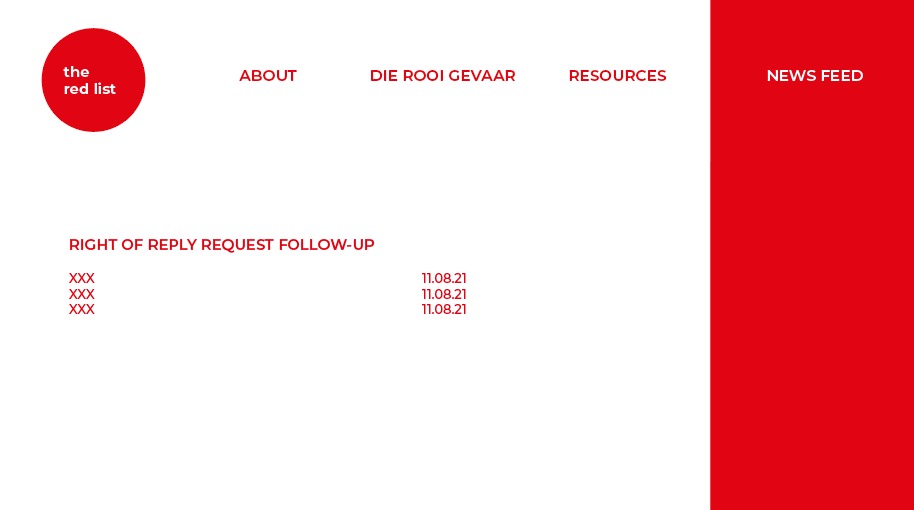 the
red list
ABOUT
DIE ROOI GEVAAR
RESOURCES
NEWS FEED
RIGHT OF REPLY REQUEST FOLLOW-UP
XXX 11.08.21
XXX 11.08.21
XXX 11.08.21